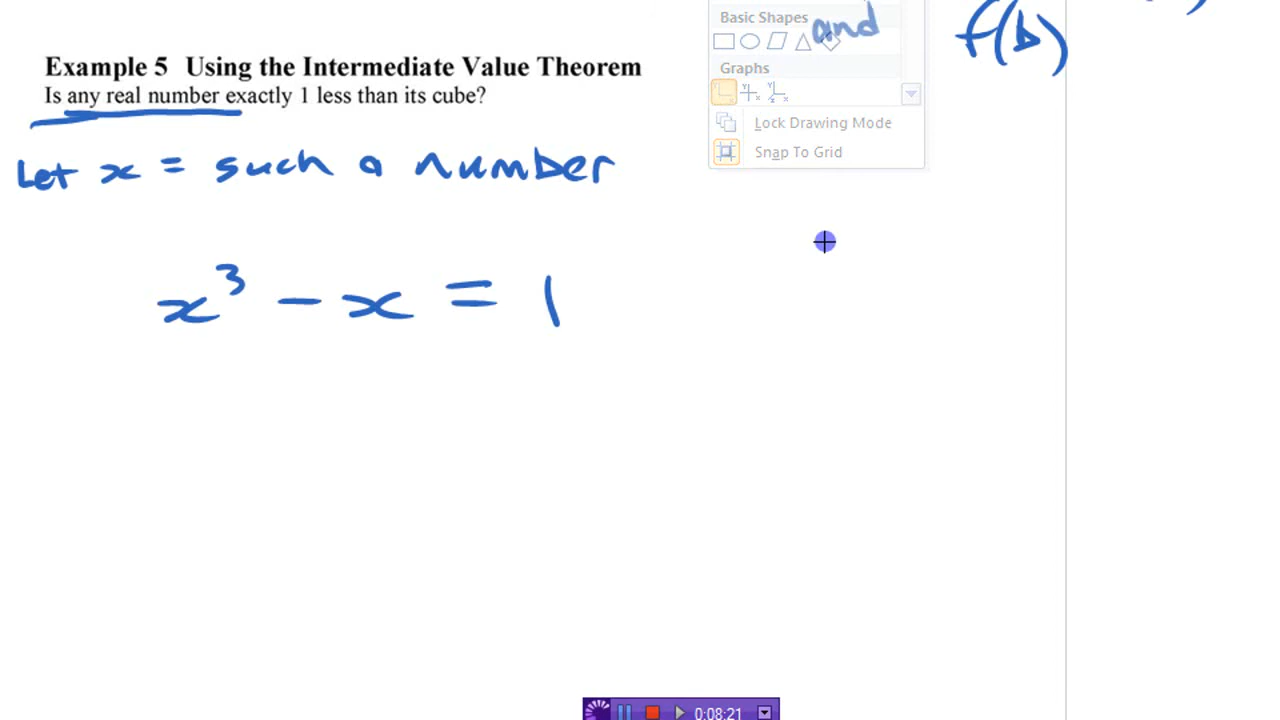 Basic Shapes
and
f(b)
Example 5 Using the Intermediate Value Theorem
Graphs
Is any real number exactly 1 less than its cube?
Lock Drawing Mode
Snap To Grid
Let x = such a number
x³ - x = 1
0:08:21